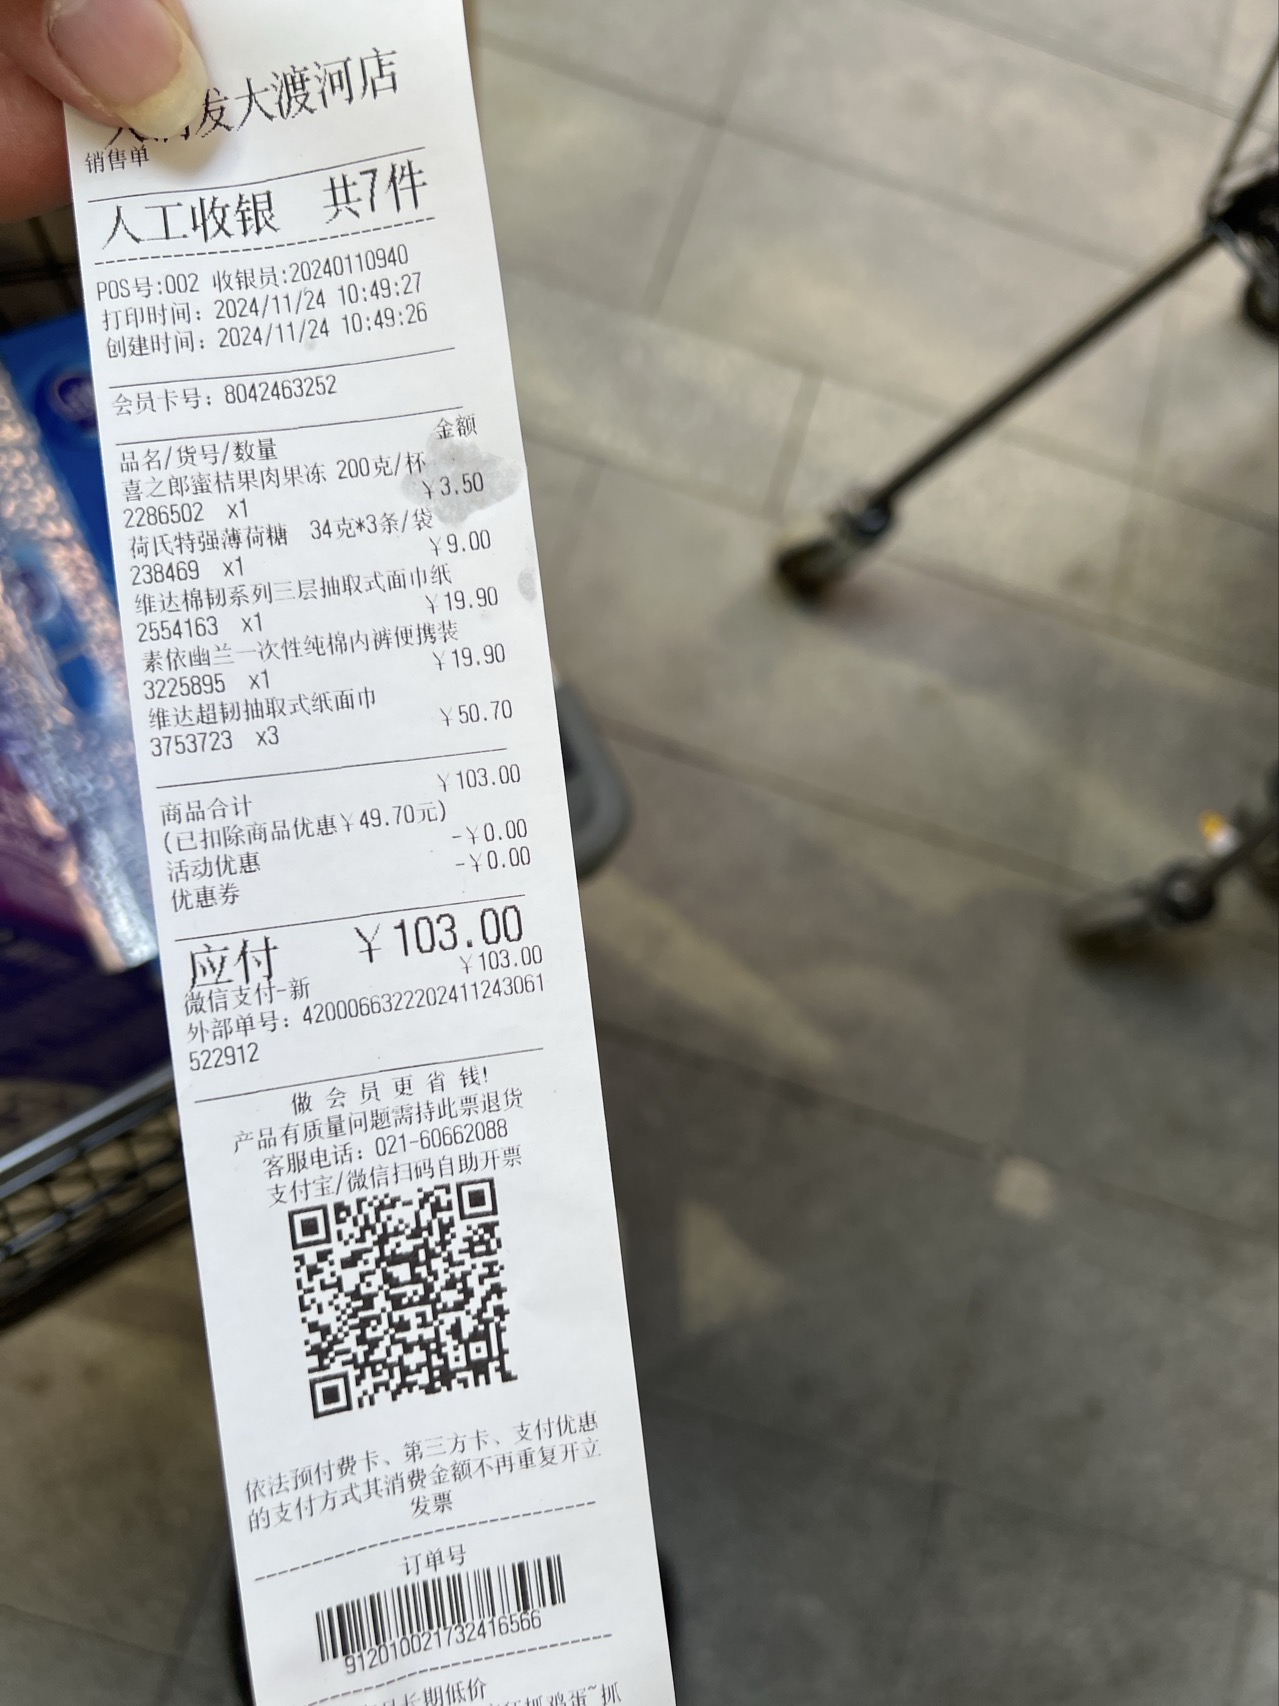 发大渡河店
销售单
人工收银 共7件
POS号:002 收银员:20240110940
打印时间: 2024/11/24 10:49:27
创建时间: 2024/11/24 10:49:26
会员卡号: 8042463252
品名/货号/数量 金额
喜之郎蜜桔果肉果冻 200克/杯
2286502 x1 ￥3.50
荷氏特强薄荷糖 34克*3条/袋
238469 x1 ￥9.00
维达棉韧系列三层抽取式面巾纸
2554163 x1 ￥19.90
素依幽兰一次性纯棉内裤便携装
3225895 x1 ￥19.90
维达超韧抽取式纸面巾
3753723 x3 ￥50.70
商品合计 ￥103.00
(已扣除商品优惠￥49.70元)
活动优惠 -￥0.00
优惠券 -￥0.00
应付 ￥103.00
微信支付-新 ￥103.00
外部单号: 4200066322202411243061
522912
做会员更省钱!
产品有质量问题需持此票退货
客服电话: 021-60662088
支付宝/微信扫码自助开票
依法预付费卡、第三方卡、支付优惠
的支付方式其消费金额不再重复开立
发票
订单号
912010021732416566
品长期低价
抓鸡蛋~抓